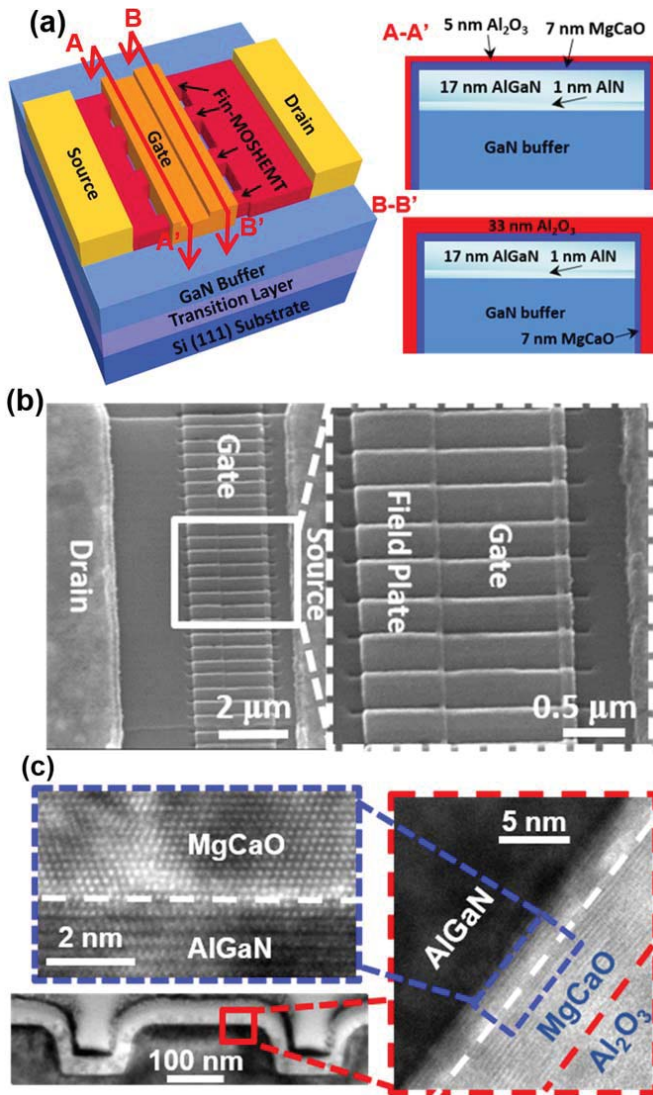 (a)
A
B
Source
Gate
Fin-MOSHEMT
Drain
A'
B'
GaN Buffer
Transition Layer
Si (111) Substrate
A-A'
5 nm Al₂O₃
7 nm MgCaO
17 nm AlGaN
1 nm AlN
GaN buffer
B-B'
33 nm Al₂O₃
17 nm AlGaN
1 nm AlN
GaN buffer
7 nm MgCaO
(b)
Drain
Gate
Source
2 μm
Field Plate
Gate
0.5 μm
(c)
MgCaO
AlGaN
2 nm
100 nm
5 nm
AlGaN
MgCaO
Al₂O₃